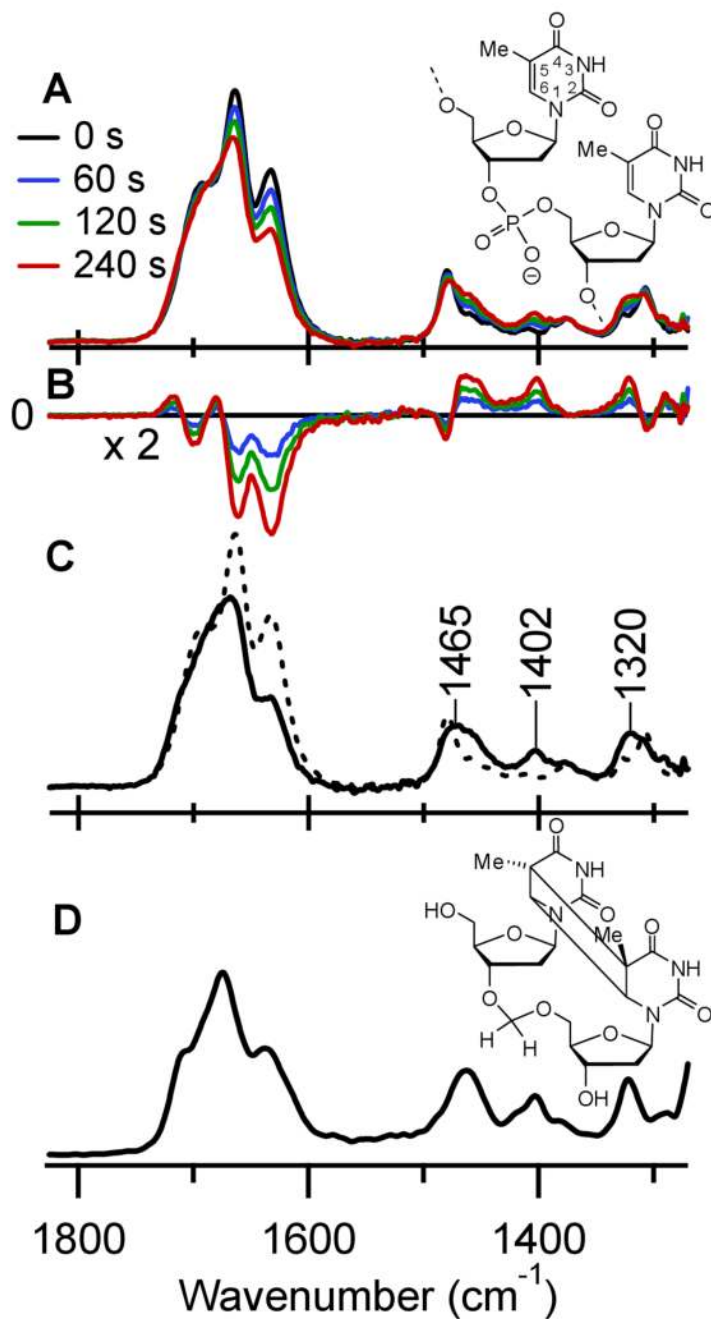 A
0 s
60 s
120 s
240 s
Me
O
4
3
NH
5
6
1
2
N
O
O
O
Me
O
NH
N
O
O
O
P
O
O
O
⊖
O
B
0
x 2
C
1465
1402
1320
D
Me
O
NH
N
O
HO
O
Me
O
NH
N
O
O
O
H
H
O
OH
1800
1600
1400
Wavenumber (cm⁻¹)